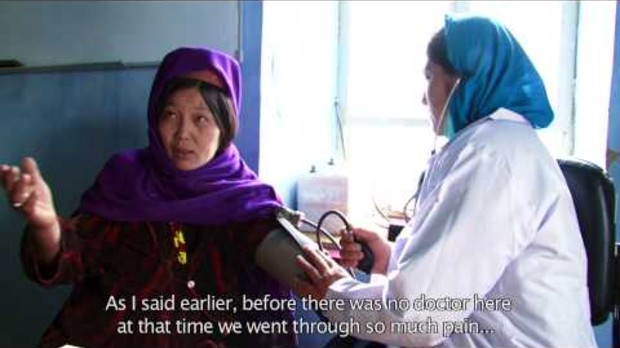 As I said earlier, before there was no doctor here
at that time we went through so much pain...